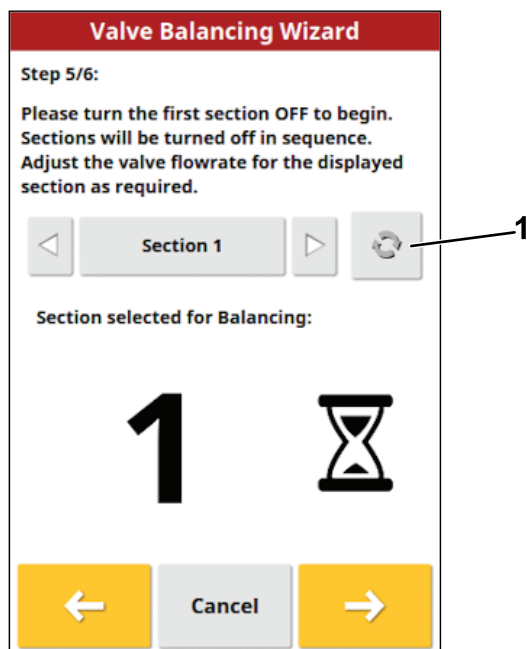 Valve Balancing Wizard
Step 5/6:
Please turn the first section OFF to begin.
Sections will be turned off in sequence.
Adjust the valve flowrate for the displayed
section as required.
Section 1
1
Section selected for Balancing:
1
Cancel